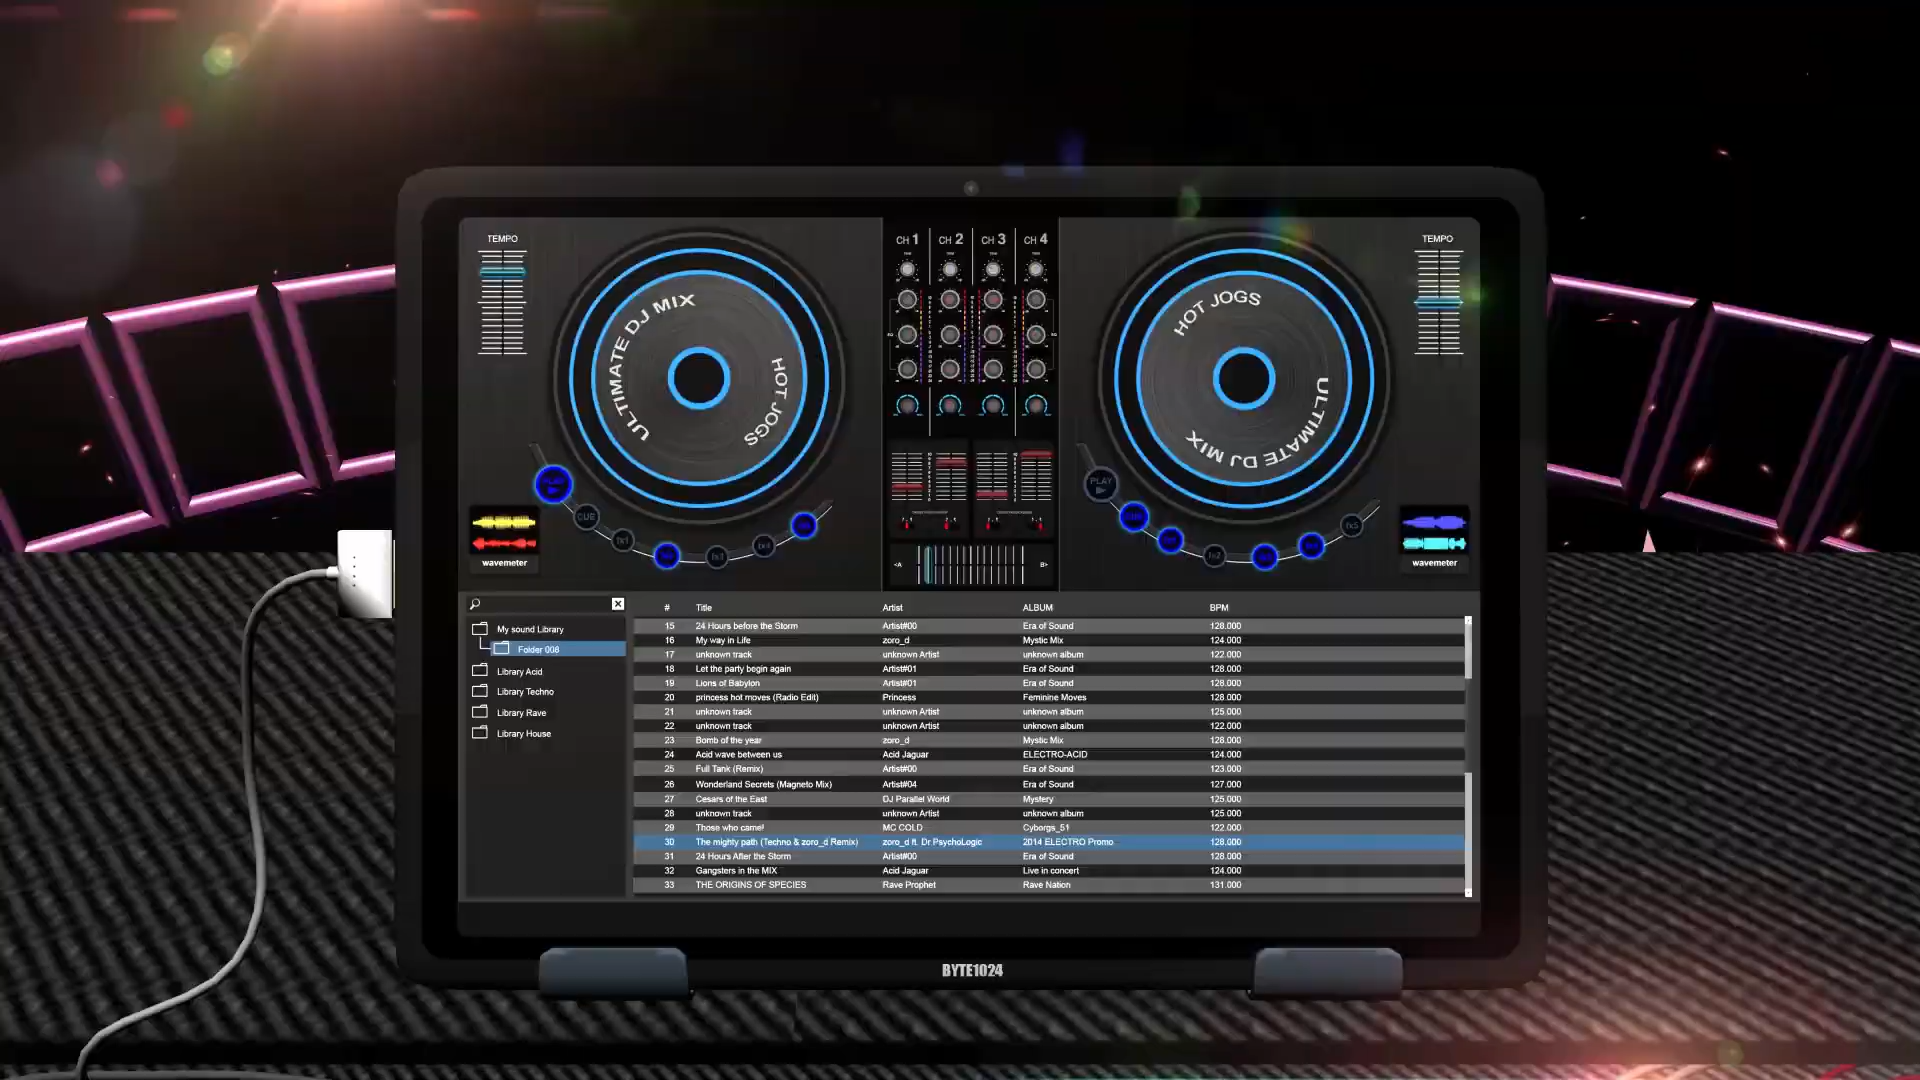 TEMPO
CH 1 CH 2 CH 3 CH 4
TEMPO
ULTIMATE DJ MIX
HOT JOGS
HOT JOGS
ULTIMATE DJ MIX
PLAY
CUE
PLAY
fx2
fx5
wavemeter
<A B>
wavemeter
My sound Library
Folder 008
Library Acid
Library Techno
Library Rave
Library House
# Title Artist ALBUM BPM
15 24 Hours before the Storm Artist#00 Era of Sound 128.000
16 My way in Life zoro_d Mystic Mix 124.000
17 unknown track unknown Artist unknown album 122.000
18 Let the party begin again Artist#01 Era of Sound 128.000
19 Lions of Babylon Artist#01 Era of Sound 128.000
20 princess hot moves (Radio Edit) Princess Feminine Moves 128.000
21 unknown track unknown Artist unknown album 125.000
22 unknown track unknown Artist unknown album 122.000
23 Bomb of the year zoro_d Mystic Mix 128.000
24 Acid wave between us Acid Jaguar ELECTRO-ACID 124.000
25 Full Tank (Remix) Artist#00 Era of Sound 123.000
26 Wonderland Secrets (Magneto Mix) Artist#04 Era of Sound 127.000
27 Cesars of the East DJ Parallel World Mystery 125.000
28 unknown track unknown Artist unknown album 125.000
29 Those who came! MC COLD Cyborgs_51 122.000
30 The mighty path (Techno & zoro_d Remix) zoro_d ft. Dr PsychoLogic 2014 ELECTRO Promo 128.000
31 24 Hours After the Storm Artist#00 Era of Sound 128.000
32 Gangsters in the MIX Acid Jaguar Live in concert 124.000
33 THE ORIGINS OF SPECIES Rave Prophet Rave Nation 131.000
BYTE1024